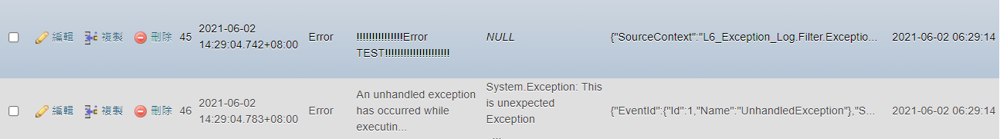 編輯 複製 刪除 45 2021-06-02 14:29:04.742+08:00 Error !!!!!!!!!!!!!!!Error TEST!!!!!!!!!!!!!!!!!!!!! NULL {"SourceContext":"L6_Exception_Log.Filter.Exceptio... 2021-06-02 06:29:14
編輯 複製 刪除 46 2021-06-02 14:29:04.783+08:00 Error An unhandled exception has occurred while executin... System.Exception: This is unexpected Exception {"EventId":{"Id":1,"Name":"UnhandledException"},"S... 2021-06-02 06:29:14